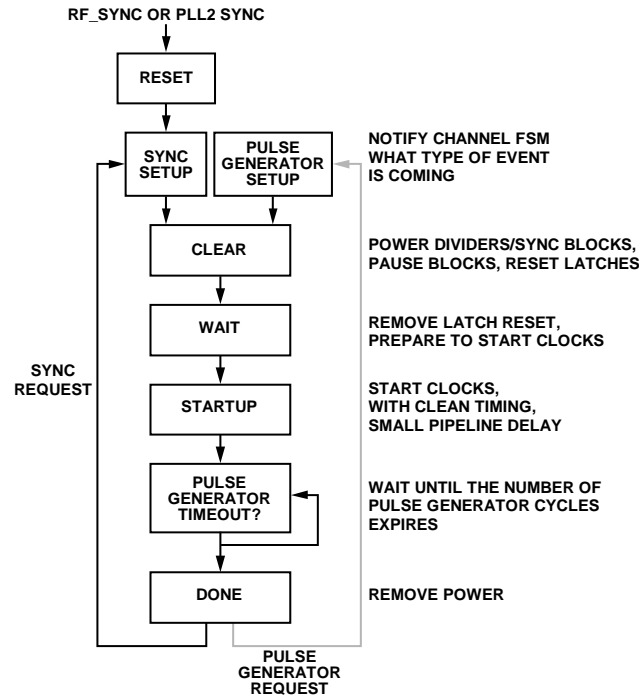 RF_SYNC OR PLL2 SYNC
RESET
SYNC
SETUP
PULSE
GENERATOR
SETUP
NOTIFY CHANNEL FSM
WHAT TYPE OF EVENT
IS COMING
CLEAR
POWER DIVIDERS/SYNC BLOCKS,
PAUSE BLOCKS, RESET LATCHES
WAIT
REMOVE LATCH RESET,
PREPARE TO START CLOCKS
SYNC
REQUEST
STARTUP
START CLOCKS,
WITH CLEAN TIMING,
SMALL PIPELINE DELAY
PULSE
GENERATOR
TIMEOUT?
WAIT UNTIL THE NUMBER OF
PULSE GENERATOR CYCLES
EXPIRES
DONE
REMOVE POWER
PULSE
GENERATOR
REQUEST